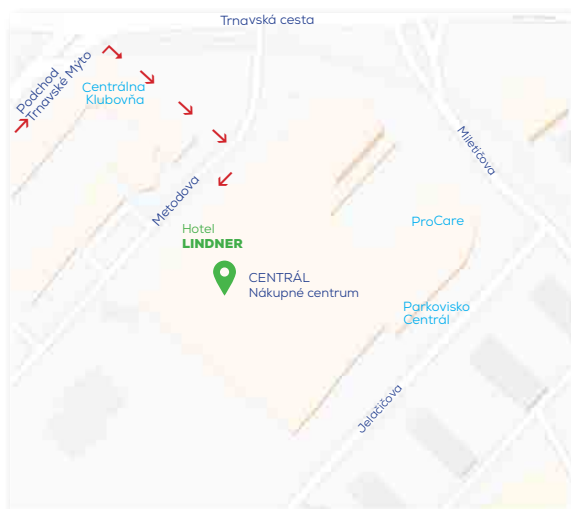 Trnavská cesta
Podchod
Trnavské Mýto
Centrálna
Klubovňa
Miletičova
Metodova
ProCare
Hotel
LINDNER
CENTRÁL
Nákupné centrum
Parkovisko
Centrál
Jelačičova